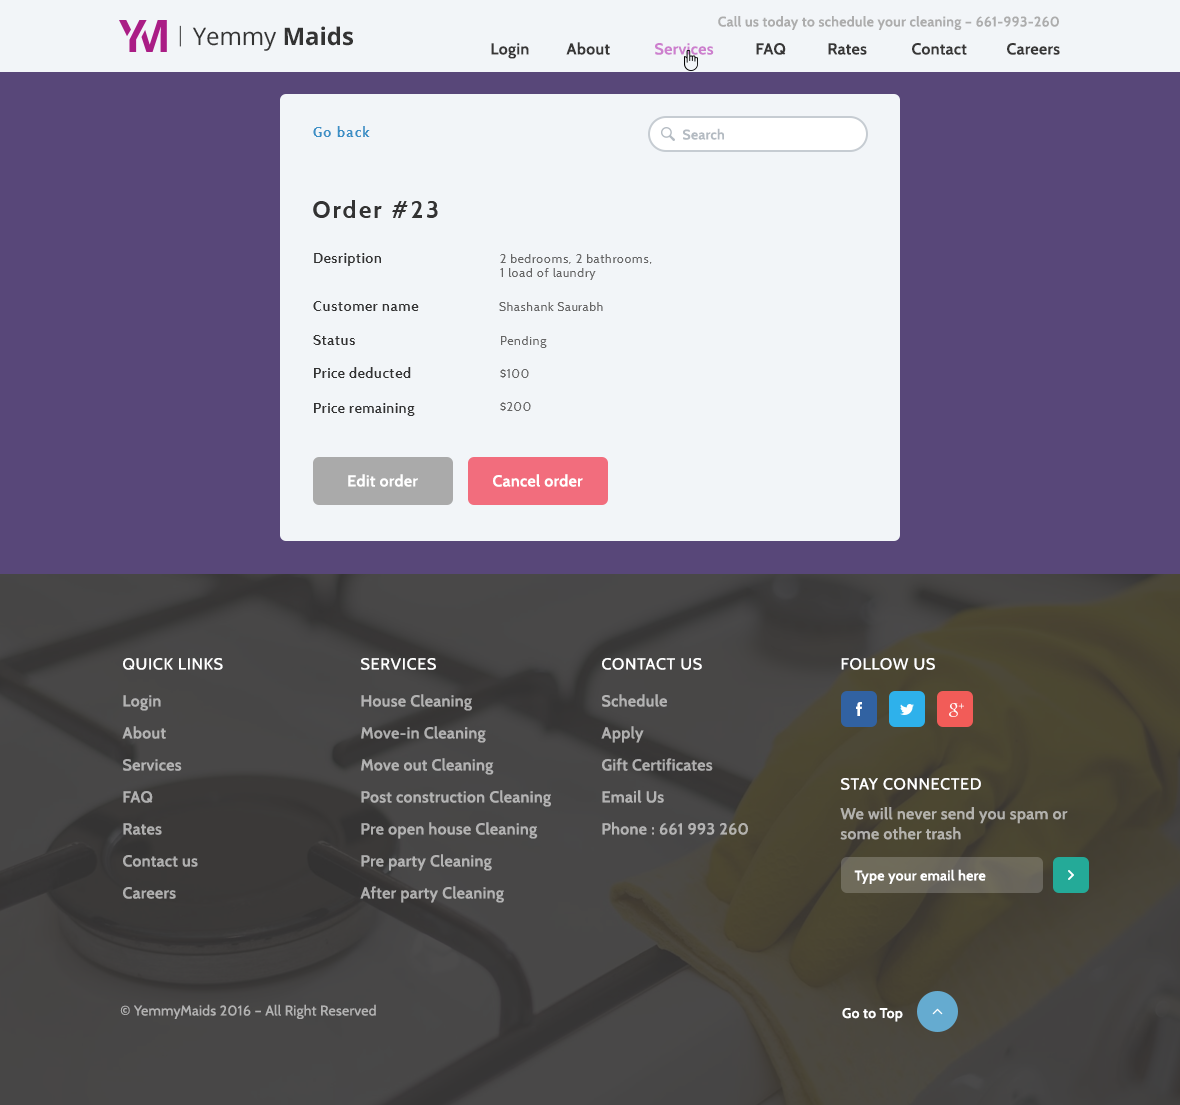 YM | Yemmy Maids
Call us today to schedule your cleaning – 661-993-260
Login About Services FAQ Rates Contact Careers
Go back
Search
Order #23
Desription
2 bedrooms, 2 bathrooms,
1 load of laundry
Customer name
Shashank Saurabh
Status
Pending
Price deducted
$100
Price remaining
$200
Edit order
Cancel order
QUICK LINKS
Login
About
Services
FAQ
Rates
Contact us
Careers
SERVICES
House Cleaning
Move-in Cleaning
Move out Cleaning
Post construction Cleaning
Pre open house Cleaning
Pre party Cleaning
After party Cleaning
CONTACT US
Schedule
Apply
Gift Certificates
Email Us
Phone : 661 993 260
FOLLOW US
f
g+
STAY CONNECTED
We will never send you spam or
some other trash
Type your email here
© YemmyMaids 2016 – All Right Reserved
Go to Top